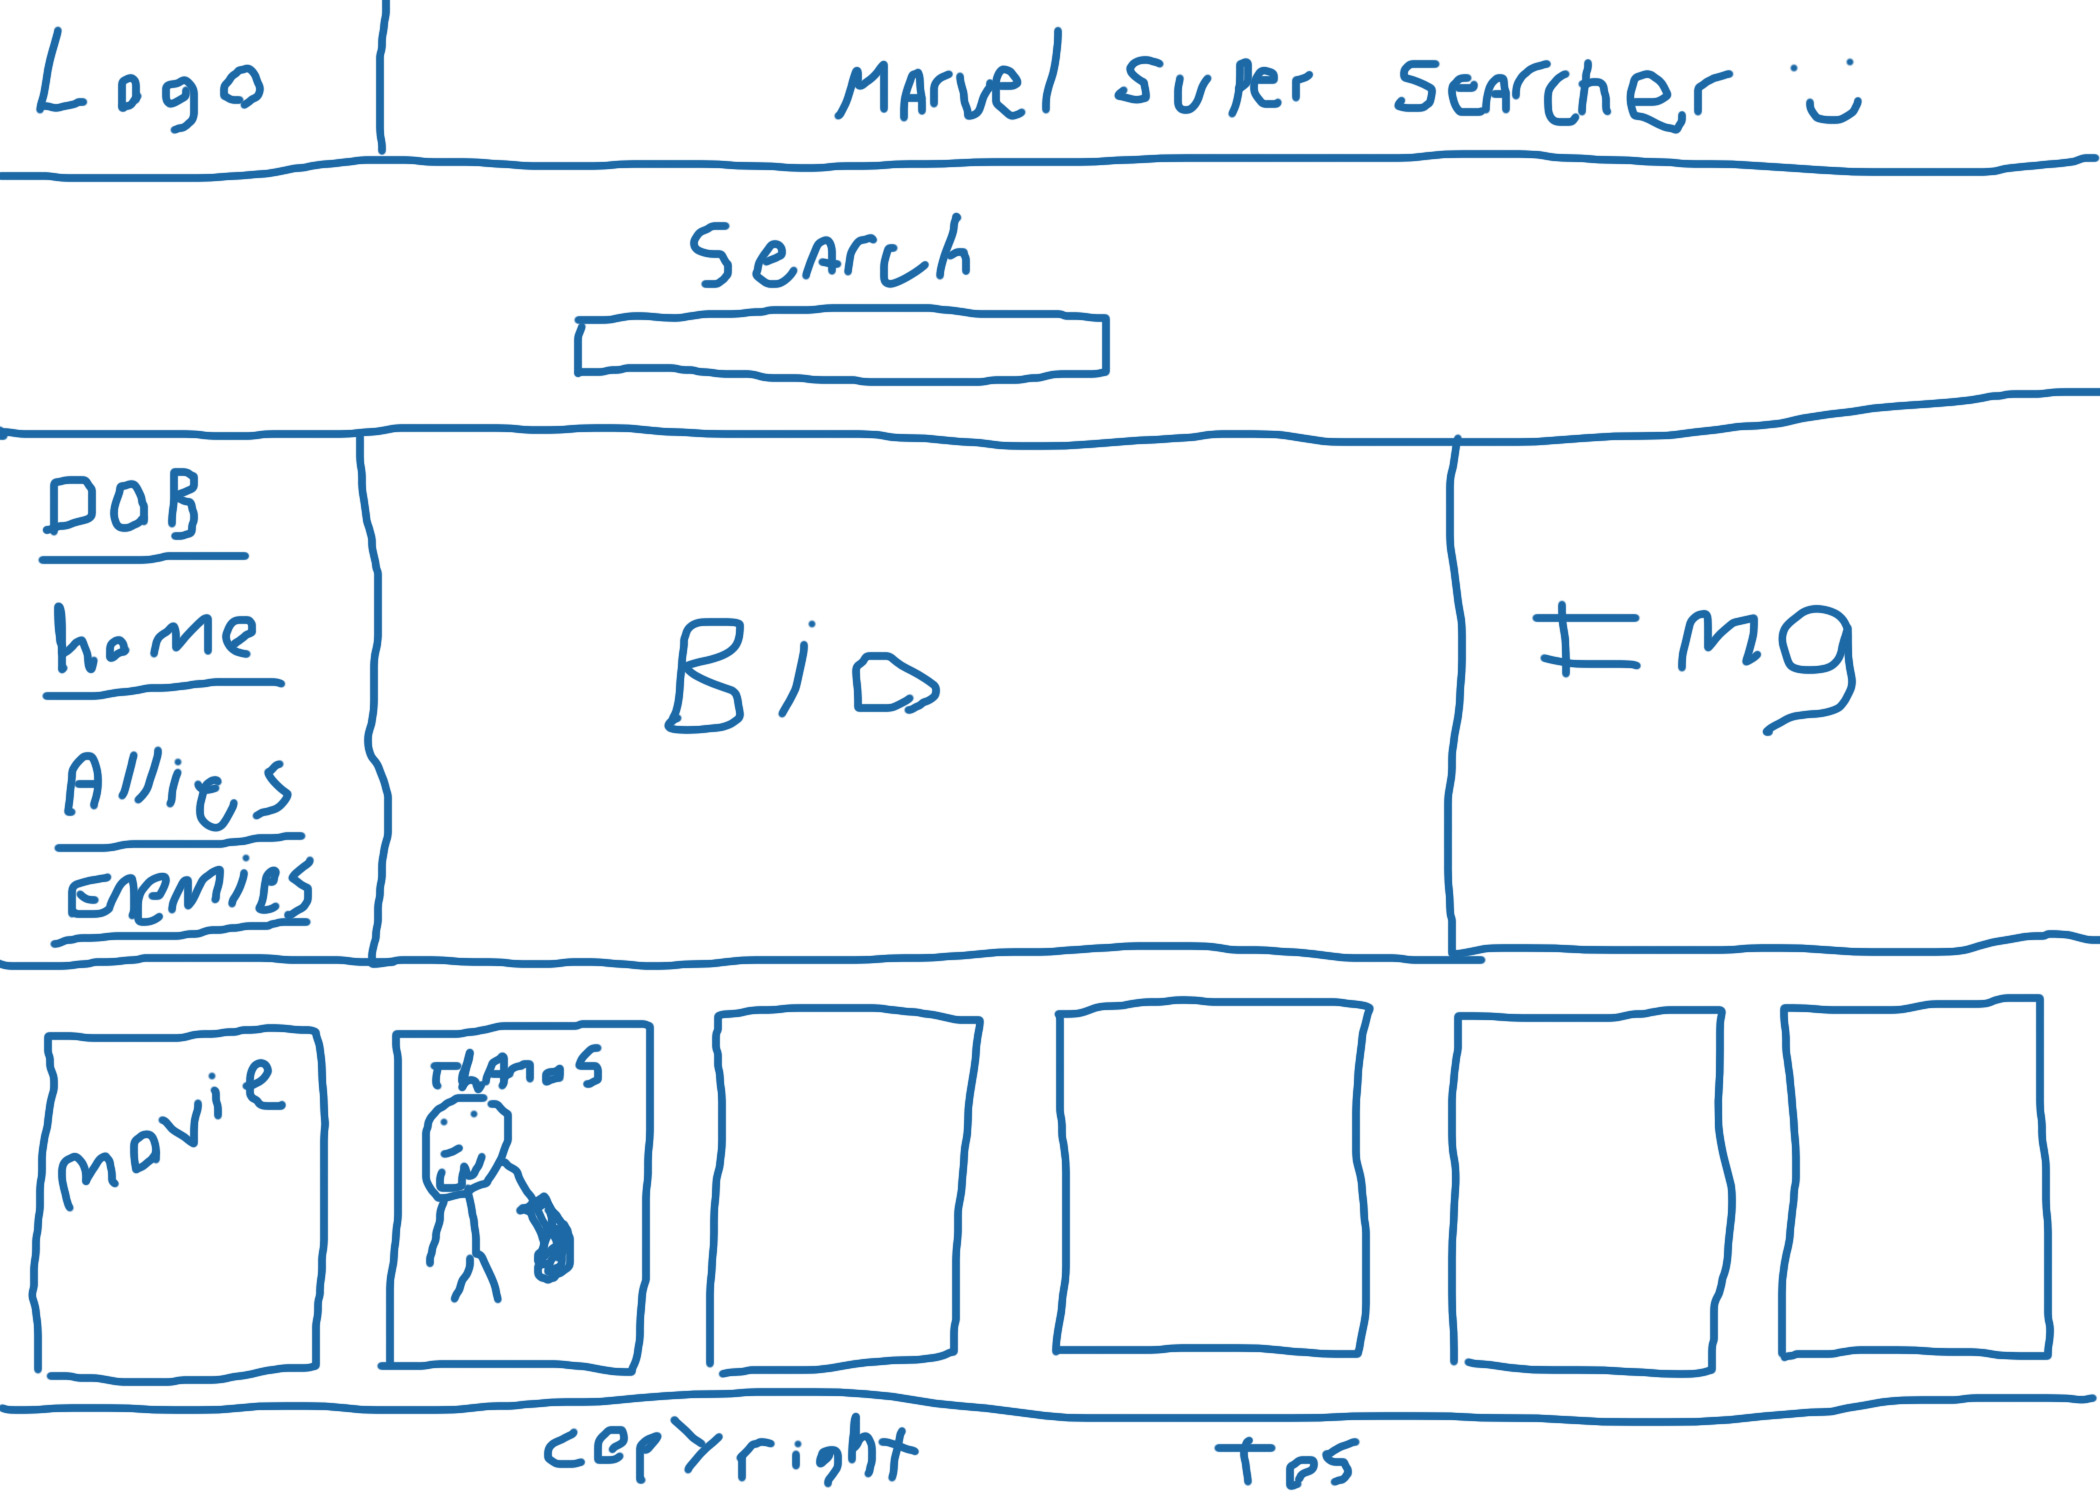 Logo
Marvel Super Searcher :)
Search
DOB
home
Bio
Img
Allies
Enemies
movie
Thanos
copyright
Tos